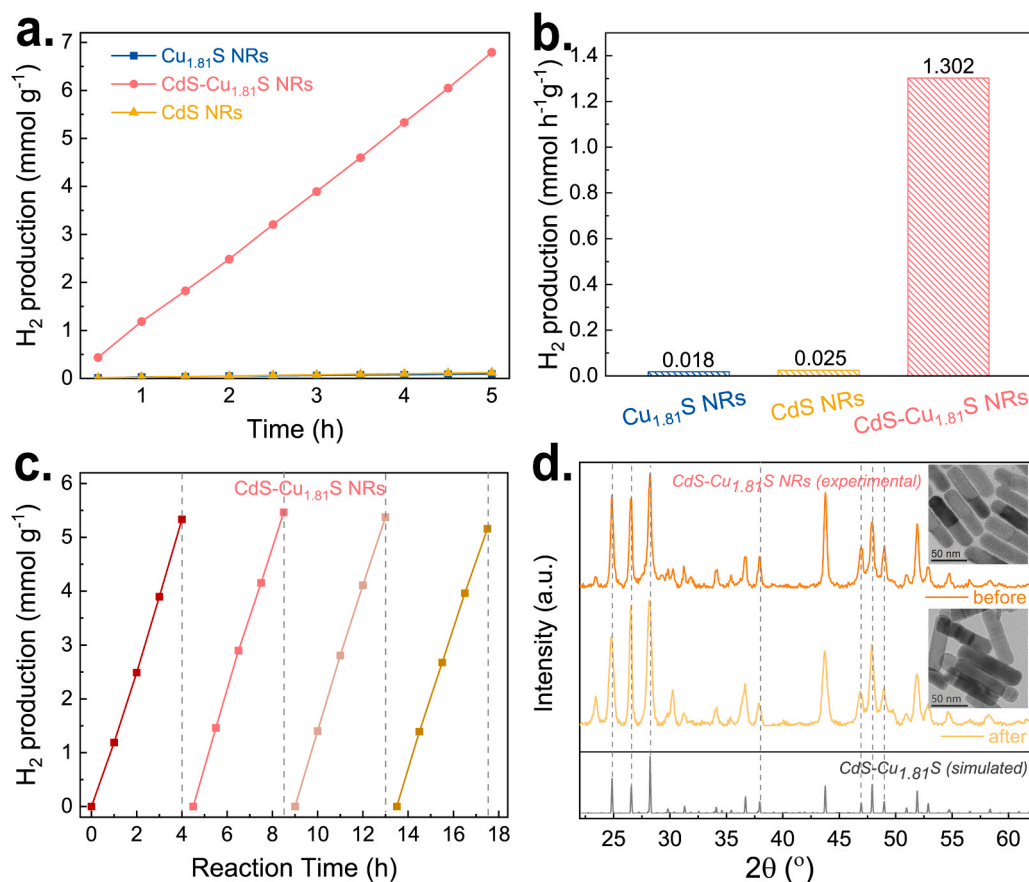 a.
H₂ production (mmol g⁻¹)
7
6
5
4
3
2
1
0
Cu₁.₈₁S NRs
CdS-Cu₁.₈₁S NRs
CdS NRs
1 2 3 4 5
Time (h)
b.
H₂ production (mmol h⁻¹g⁻¹)
1.4
1.2
1.0
0.8
0.6
0.4
0.2
0.0
0.018
0.025
1.302
Cu₁.₈₁S NRs
CdS NRs
CdS-Cu₁.₈₁S NRs
c.
H₂ production (mmol g⁻¹)
6
5
4
3
2
1
0
CdS-Cu₁.₈₁S NRs
0 2 4 6 8 10 12 14 16 18
Reaction Time (h)
d.
Intensity (a.u.)
CdS-Cu₁.₈₁S NRs (experimental)
50 nm
before
50 nm
after
CdS-Cu₁.₈₁S (simulated)
25 30 35 40 45 50 55 60
2θ (°)